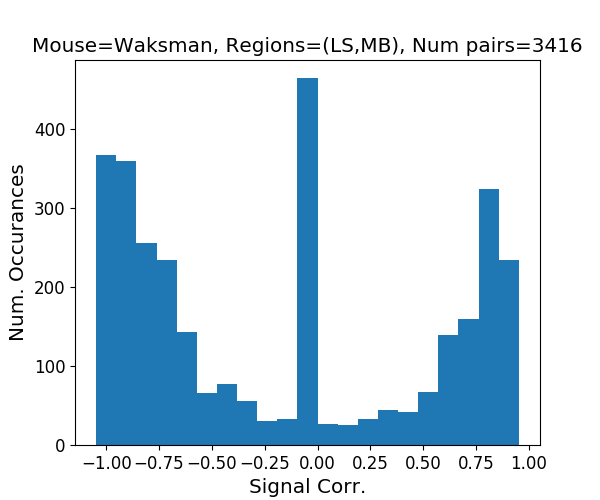 Mouse=Waksman, Regions=(LS,MB), Num pairs=3416
Num. Occurances
400
300
200
100
0
−1.00 −0.75 −0.50 −0.25 0.00 0.25 0.50 0.75 1.00
Signal Corr.